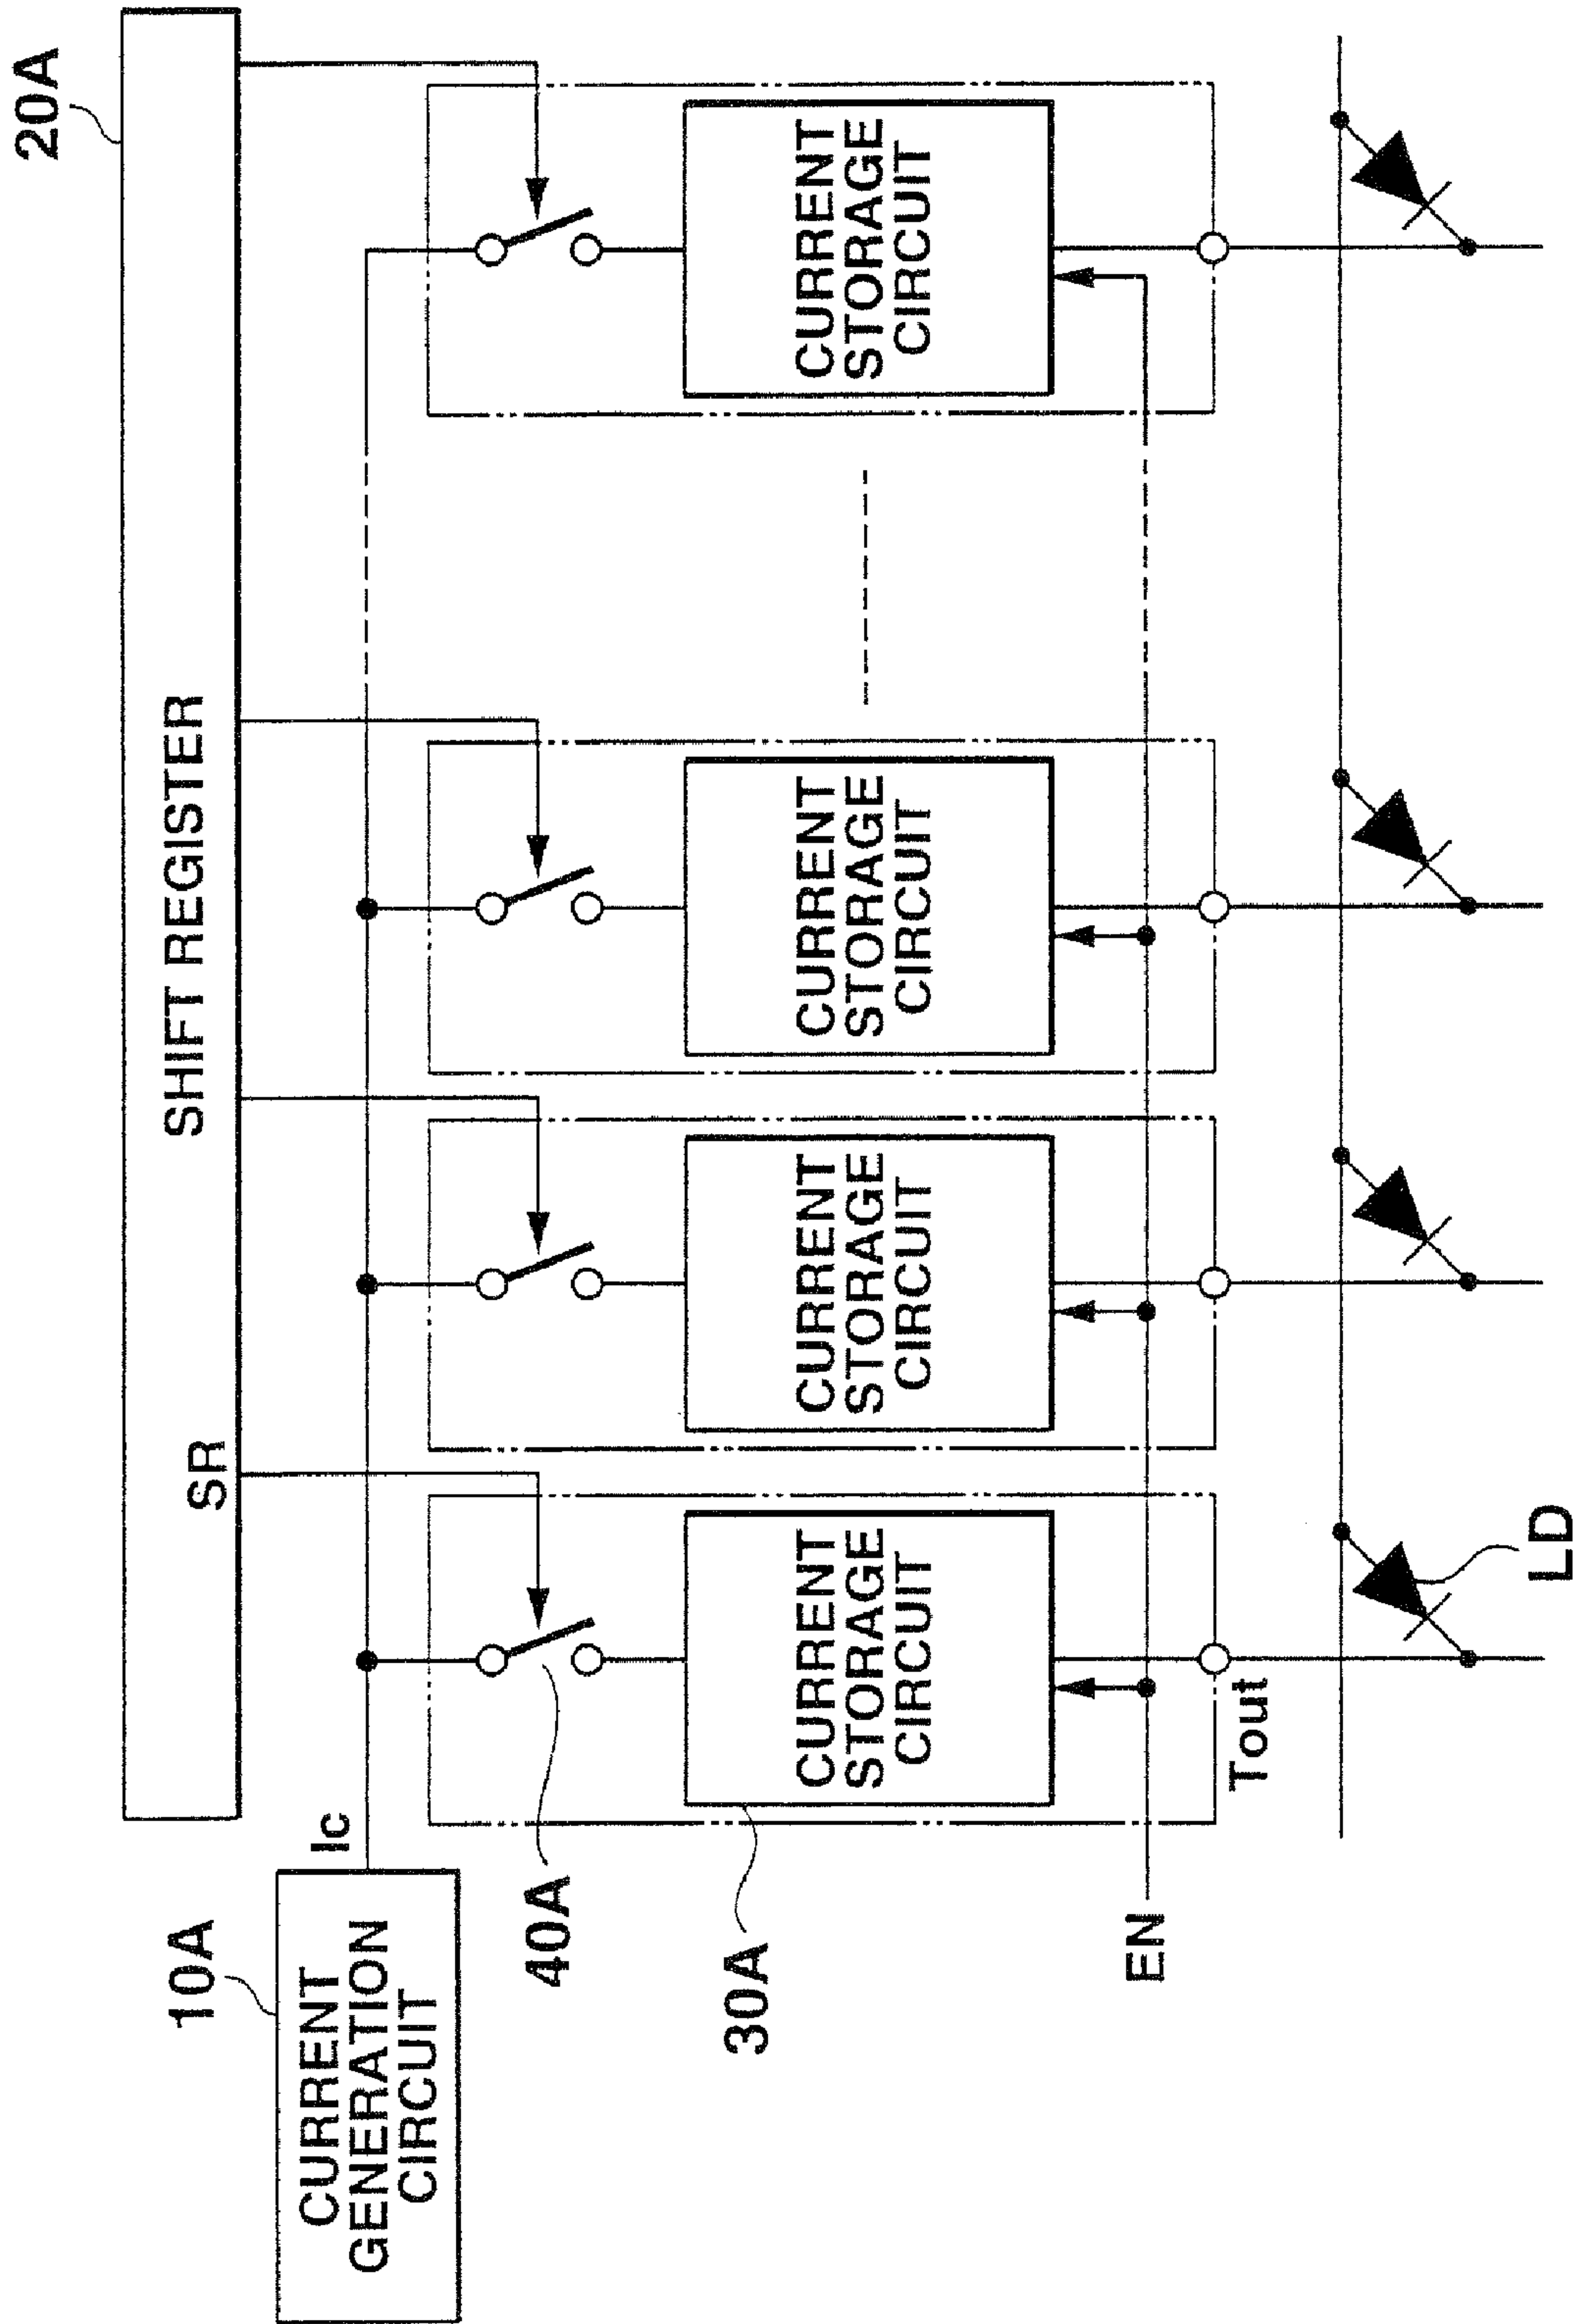 20A
SHIFT REGISTER
SR
10A
CURRENT
GENERATION
CIRCUIT
Ic
40A
30A
CURRENT
STORAGE
CIRCUIT
CURRENT
STORAGE
CIRCUIT
CURRENT
STORAGE
CIRCUIT
CURRENT
STORAGE
CIRCUIT
EN
Tout
LD